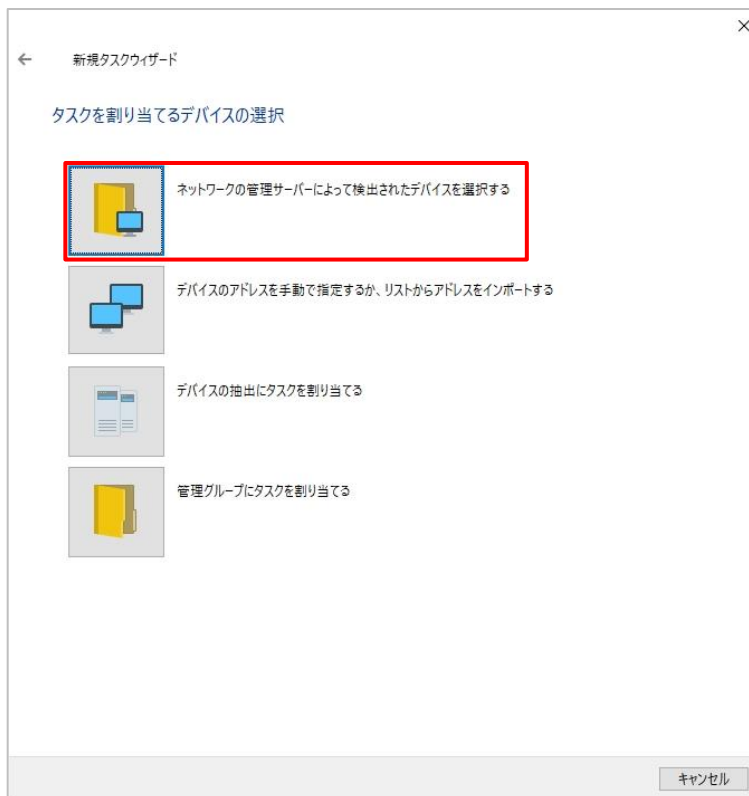 新規タスクウィザード
タスクを割り当てるデバイスの選択
ネットワークの管理サーバーによって検出されたデバイスを選択する
デバイスのアドレスを手動で指定するか、リストからアドレスをインポートする
デバイスの抽出にタスクを割り当てる
管理グループにタスクを割り当てる
キャンセル